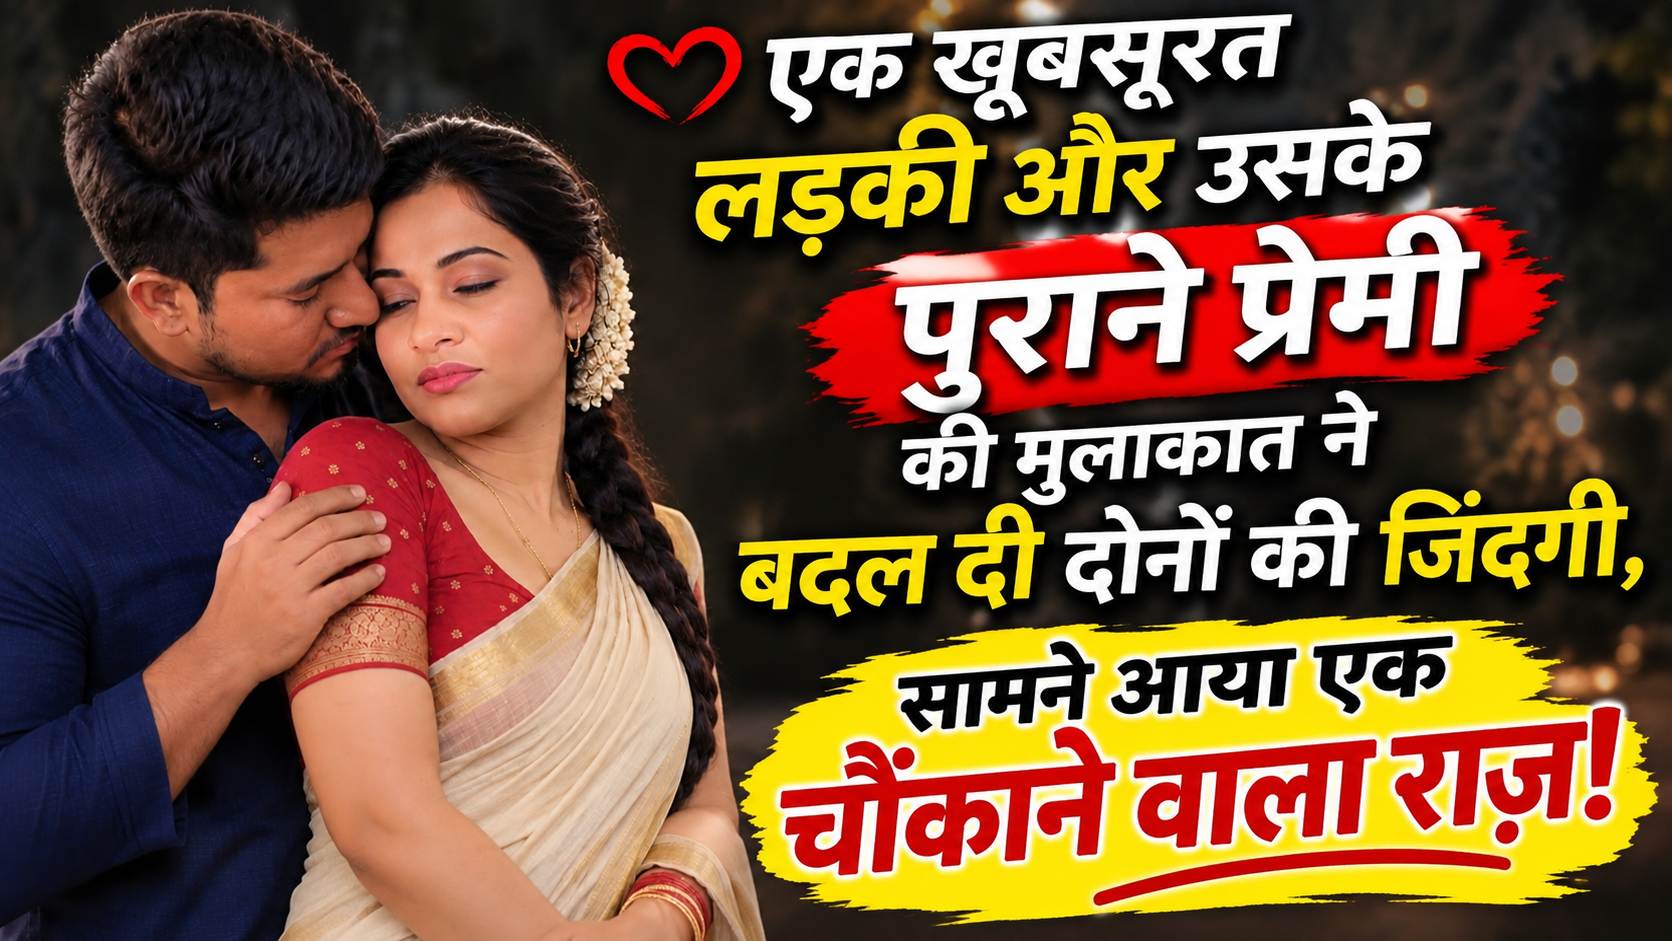 एक खूबसूरत
लड़की और उसके
पुराने प्रेमी
की मुलाकात ने
बदल दी दोनों की जिंदगी,
सामने आया एक
चौंकाने वाला राज़!